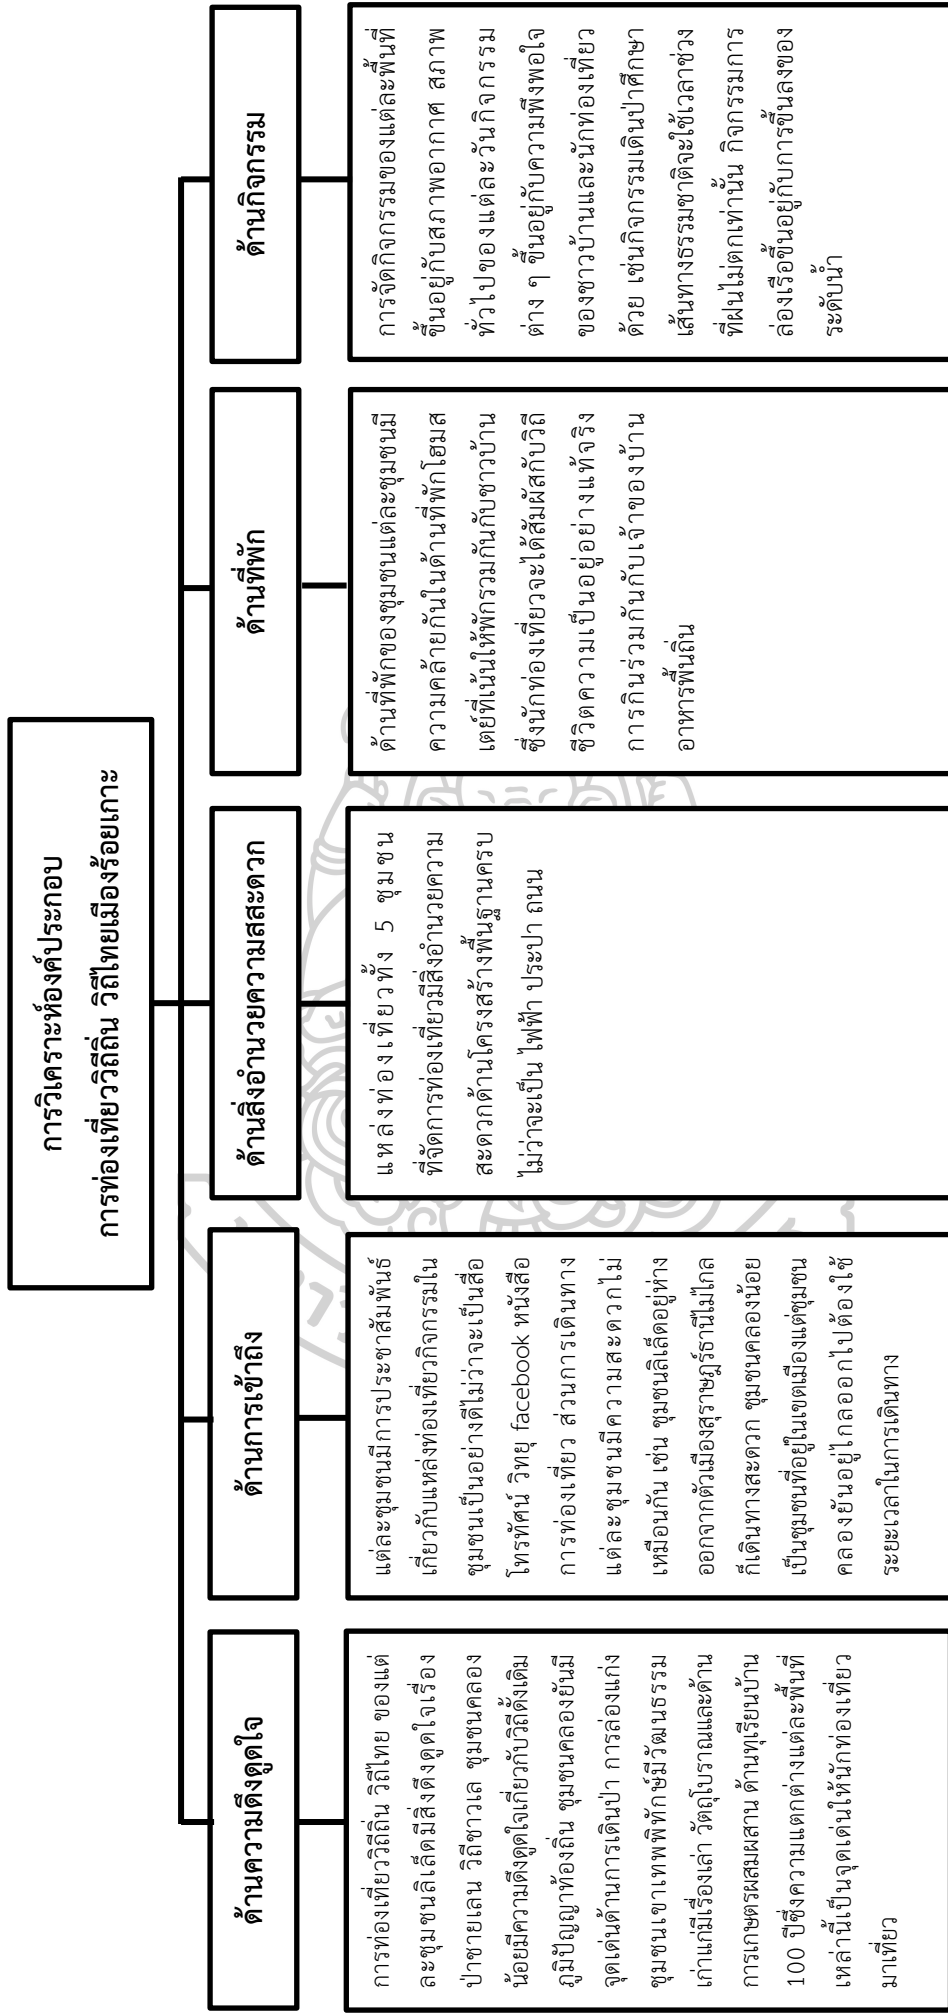 การวิเคราะห์องค์ประกอบ
การท่องเที่ยววิถีถิ่น วิถีไทยเมืองร้อยเกาะ
ด้านความดึงดูดใจ
การท่องเที่ยววิถีถิ่น วิถีไทย ของแต่
ละชุมชนลิเล็ดมีสิ่งดึงดูดใจเรื่อง
ป่าชายเลน วิถีชาวเล ชุมชนคลอง
น้อยมีความดึงดูดใจเกี่ยวกับวิถีดั้งเดิม
ภูมิปัญญาท้องถิ่น ชุมชนคลองยันมี
จุดเด่นด้านการเดินป่า การล่องแก่ง
ชุมชนเขาเทพพิทักษ์มีวัฒนธรรม
เก่าแก่มีเรื่องเล่า วัตถุโบราณและด้าน
การเกษตรผสมผสาน ด้านทุเรียนบ้าน
100 ปีซึ่งความแตกต่างแต่ละพื้นที่
เหล่านี้เป็นจุดเด่นให้นักท่องเที่ยว
มาเที่ยว
ด้านการเข้าถึง
แต่ละชุมชนมีการประชาสัมพันธ์
เกี่ยวกับแหล่งท่องเที่ยวกิจกรรมใน
ชุมชนเป็นอย่างดีไม่ว่าจะเป็นสื่อ
โทรทัศน์ วิทยุ facebook หนังสือ
การท่องเที่ยว ส่วนการเดินทาง
แต่ละชุมชนมีความสะดวกไม่
เหมือนกัน เช่น ชุมชนลิเล็ดอยู่ห่าง
ออกจากตัวเมืองสุราษฎร์ธานีไม่ไกล
ก็เดินทางสะดวก ชุมชนคลองน้อย
เป็นชุมชนที่อยู่ในเขตเมืองแต่ชุมชน
คลองยันอยู่ไกลออกไปต้องใช้
ระยะเวลาในการเดินทาง
ด้านสิ่งอำนวยความสะดวก
แหล่งท่องเที่ยวทั้ง 5 ชุมชน
ที่จัดการท่องเที่ยวมีสิ่งอำนวยความ
สะดวกด้านโครงสร้างพื้นฐานครบ
ไม่ว่าจะเป็น ไฟฟ้า ประปา ถนน
ด้านที่พัก
ด้านที่พักของชุมชนแต่ละชุมชนมี
ความคล้ายกันในด้านที่พักโฮมส
เตย์ที่เน้นให้พักรวมกันกับชาวบ้าน
ซึ่งนักท่องเที่ยวจะได้สัมผัสกับวิถี
ชีวิตความเป็นอยู่อย่างแท้จริง
การกินร่วมกันกับเจ้าของบ้าน
อาหารพื้นถิ่น
ด้านกิจกรรม
การจัดกิจกรรมของแต่ละพื้นที่
ขึ้นอยู่กับสภาพอากาศ สภาพ
ทั่วไปของแต่ละวันกิจกรรม
ต่าง ๆ ขึ้นอยู่กับความพึงพอใจ
ของชาวบ้านและนักท่องเที่ยว
ด้วย เช่นกิจกรรมเดินป่าศึกษา
เส้นทางธรรมชาติจะใช้เวลาช่วง
ที่ฝนไม่ตกเท่านั้น กิจกรรมการ
ล่องเรือขึ้นอยู่กับการขึ้นลงของ
ระดับน้ำ